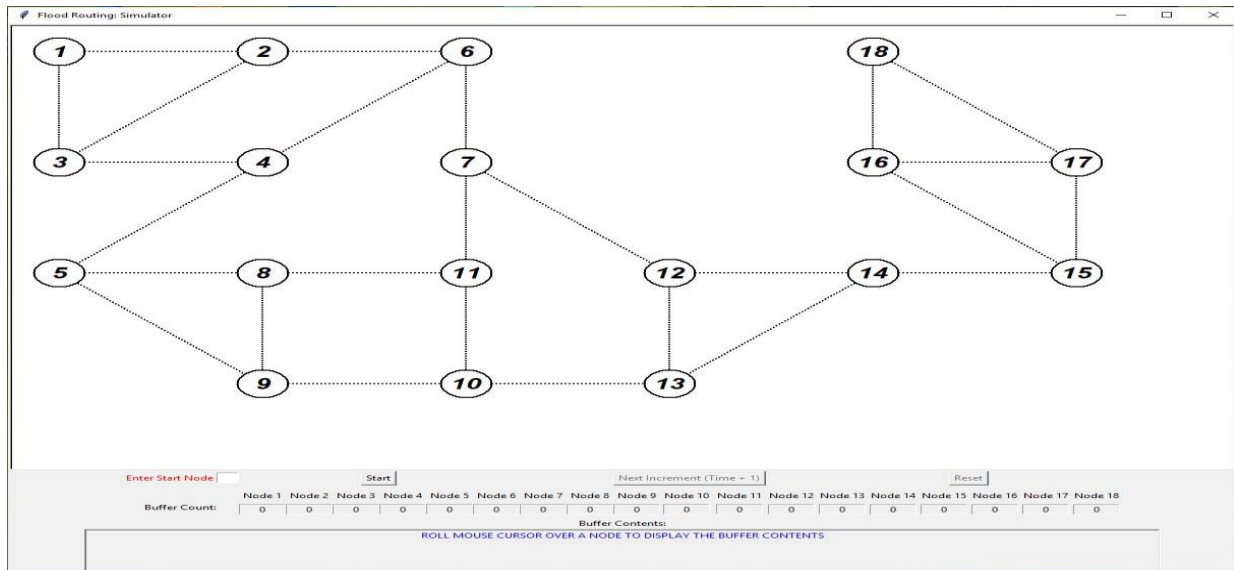 Flood Routing: Simulator
1 2 6 18
3 4 7 16 17
5 8 11 12 14 15
9 10 13
Enter Start Node Start Next Increment (Time + 1) Reset
Node 1 Node 2 Node 3 Node 4 Node 5 Node 6 Node 7 Node 8 Node 9 Node 10 Node 11 Node 12 Node 13 Node 14 Node 15 Node 16 Node 17 Node 18
Buffer Count: 0 0 0 0 0 0 0 0 0 0 0 0 0 0 0 0 0 0
Buffer Contents:
ROLL MOUSE CURSOR OVER A NODE TO DISPLAY THE BUFFER CONTENTS